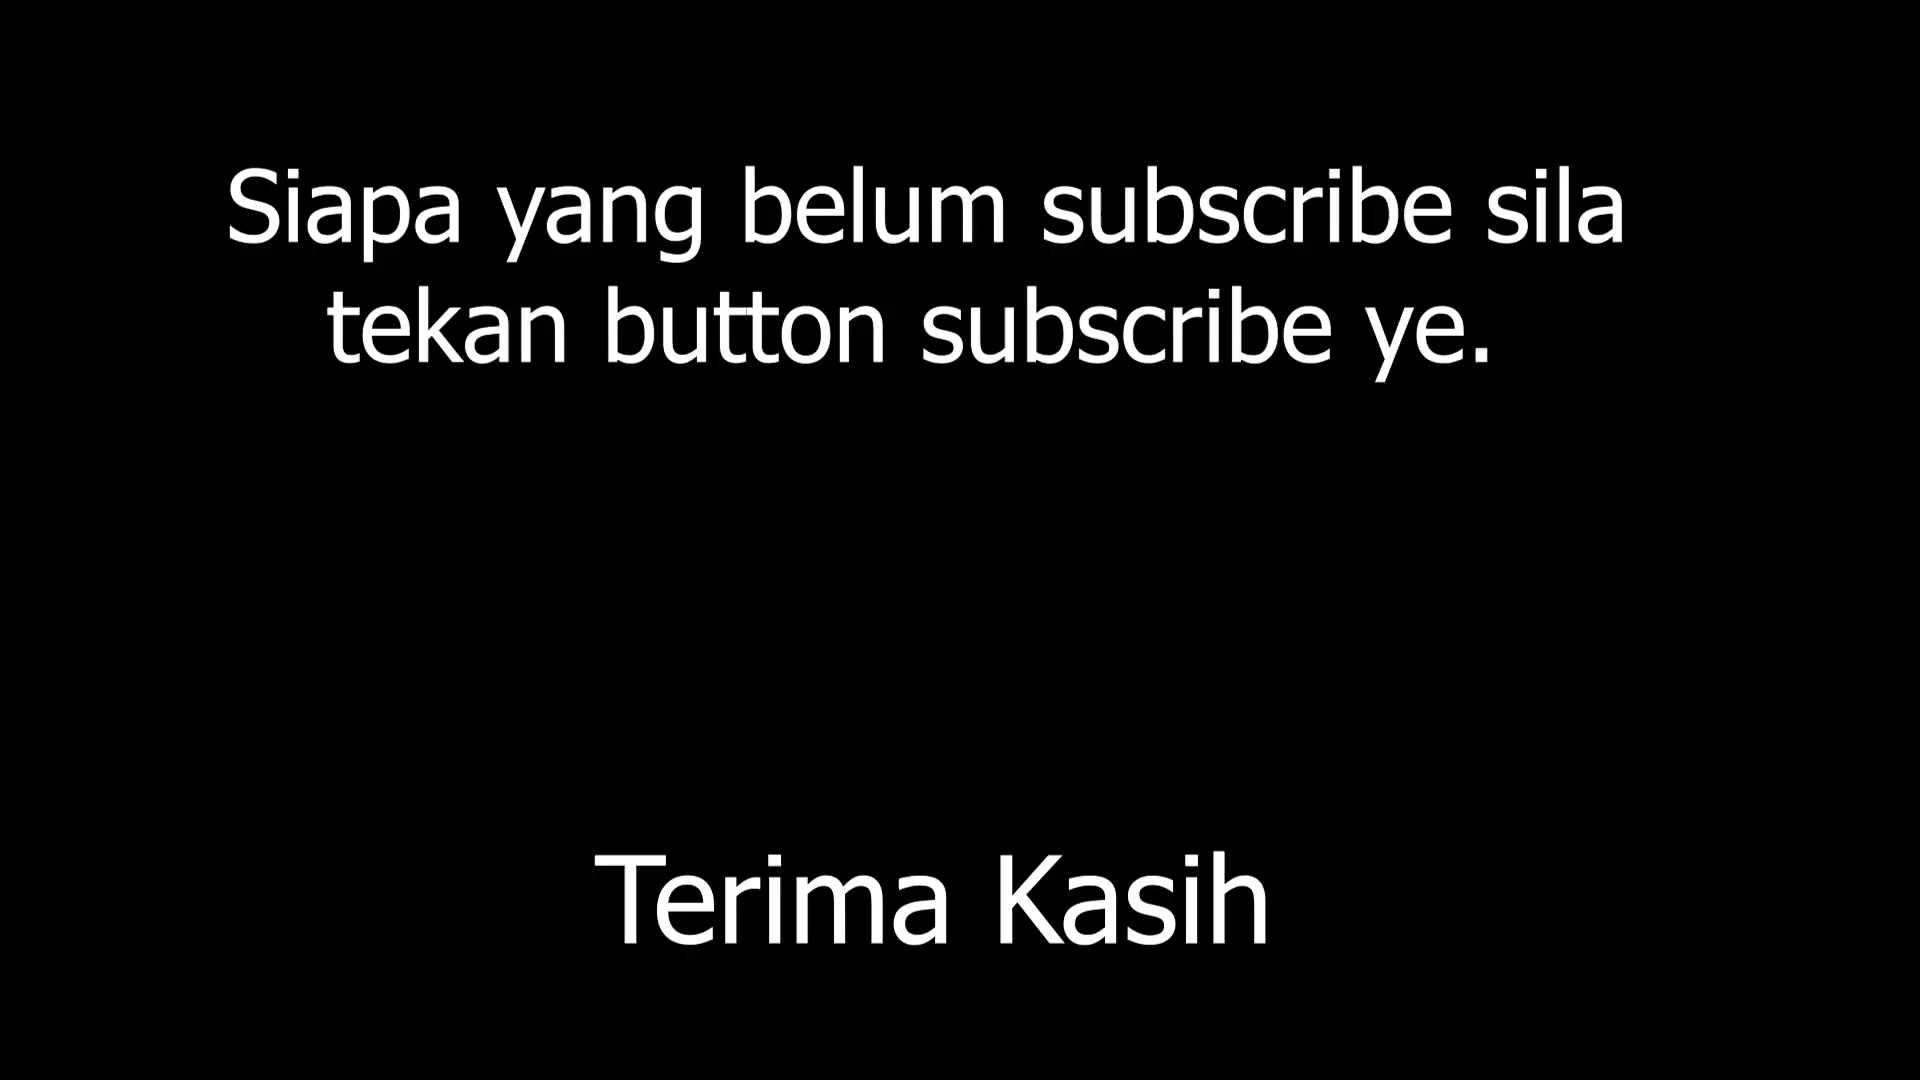 Siapa yang belum subscribe sila
tekan button subscribe ye.
Terima Kasih